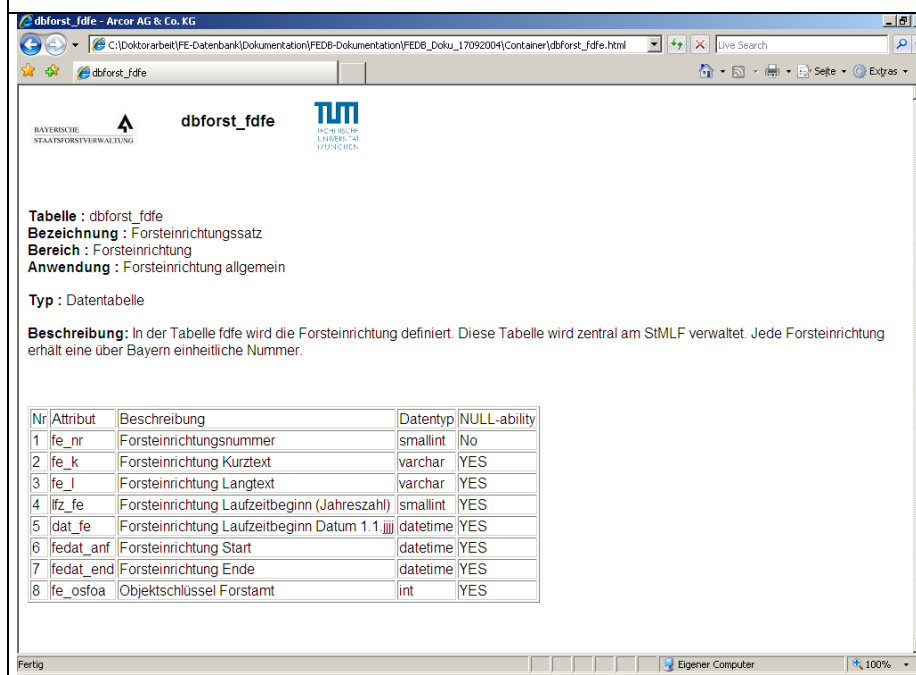 dbforst_fdfe - Arcor AG & Co. KG
C:\Doktorarbeit\FE-Datenbank\Dokumentation\FEDB-Dokumentation\FEDB_Doku_17092004\Container\dbforst_fdfe.html
Live Search
dbforst_fdfe
Seite
Extras
BAYERISCHE
STAATSFORSTVERWALTUNG
dbforst_fdfe
TUM
TECHNISCHE
UNIVERSITÄT
MÜNCHEN
Tabelle : dbforst_fdfe
Bezeichnung : Forsteinrichtungssatz
Bereich : Forsteinrichtung
Anwendung : Forsteinrichtung allgemein
Typ : Datentabelle
Beschreibung: In der Tabelle fdfe wird die Forsteinrichtung definiert. Diese Tabelle wird zentral am StMLF verwaltet. Jede Forsteinrichtung
erhält eine über Bayern einheitliche Nummer.
Nr Attribut Beschreibung Datentyp NULL-ability
1 fe_nr Forsteinrichtungsnummer smallint No
2 fe_k Forsteinrichtung Kurztext varchar YES
3 fe_l Forsteinrichtung Langtext varchar YES
4 lfz_fe Forsteinrichtung Laufzeitbeginn (Jahreszahl) smallint YES
5 dat_fe Forsteinrichtung Laufzeitbeginn Datum 1.1.jjjj datetime YES
6 fedat_anf Forsteinrichtung Start datetime YES
7 fedat_end Forsteinrichtung Ende datetime YES
8 fe_osfoa Objektschlüssel Forstamt int YES
Fertig
Eigener Computer
100%